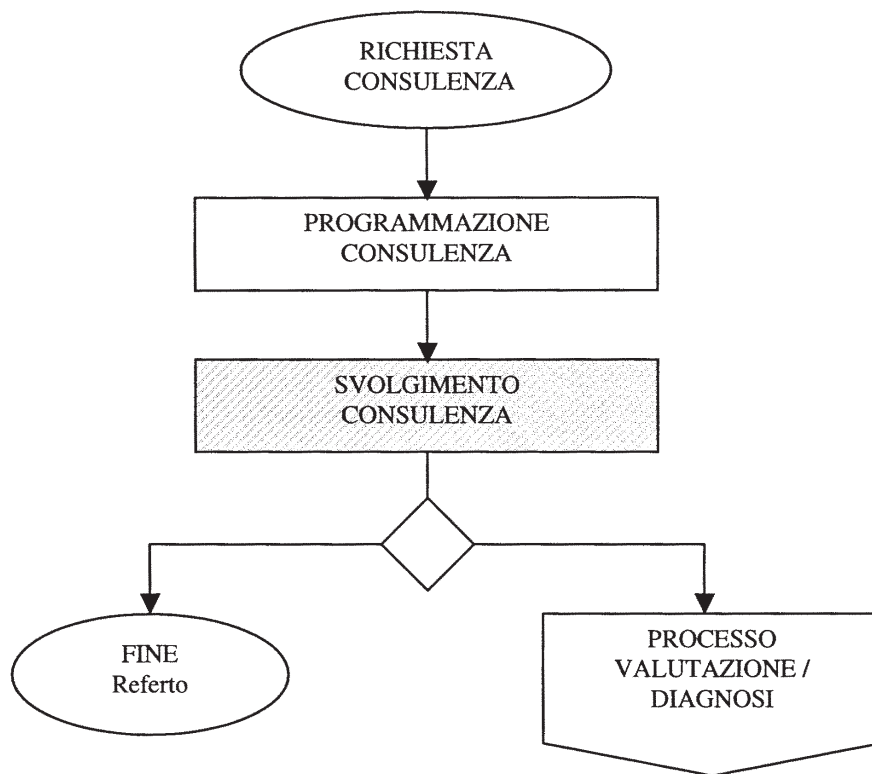 RICHIESTA
CONSULENZA
PROGRAMMAZIONE
CONSULENZA
SVOLGIMENTO
CONSULENZA
FINE
Referto
PROCESSO
VALUTAZIONE /
DIAGNOSI